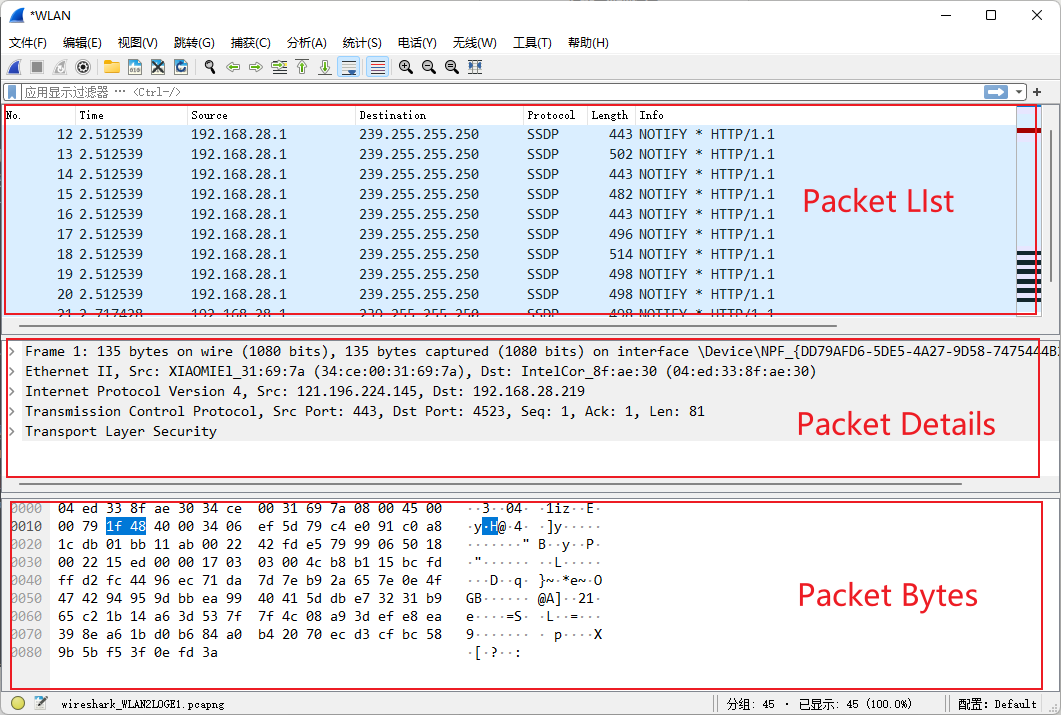 *WLAN
文件(F) 编辑(E) 视图(V) 跳转(G) 捕获(C) 分析(A) 统计(S) 电话(Y) 无线(W) 工具(T) 帮助(H)
应用显示过滤器 … <Ctrl-/>
No. Time Source Destination Protocol Length Info
12 2.512539 192.168.28.1 239.255.255.250 SSDP 443 NOTIFY * HTTP/1.1
13 2.512539 192.168.28.1 239.255.255.250 SSDP 502 NOTIFY * HTTP/1.1
14 2.512539 192.168.28.1 239.255.255.250 SSDP 443 NOTIFY * HTTP/1.1
15 2.512539 192.168.28.1 239.255.255.250 SSDP 482 NOTIFY * HTTP/1.1
16 2.512539 192.168.28.1 239.255.255.250 SSDP 443 NOTIFY * HTTP/1.1
17 2.512539 192.168.28.1 239.255.255.250 SSDP 496 NOTIFY * HTTP/1.1
18 2.512539 192.168.28.1 239.255.255.250 SSDP 514 NOTIFY * HTTP/1.1
19 2.512539 192.168.28.1 239.255.255.250 SSDP 498 NOTIFY * HTTP/1.1
20 2.512539 192.168.28.1 239.255.255.250 SSDP 498 NOTIFY * HTTP/1.1
21 2.717428 192.168.28.1 239.255.255.250 SSDP 498 NOTIFY * HTTP/1.1
Packet LIst
Frame 1: 135 bytes on wire (1080 bits), 135 bytes captured (1080 bits) on interface \Device\NPF_{DD79AFD6-5DE5-4A27-9D58-7475444B
Ethernet II, Src: XIAOMIEl_31:69:7a (34:ce:00:31:69:7a), Dst: IntelCor_8f:ae:30 (04:ed:33:8f:ae:30)
Internet Protocol Version 4, Src: 121.196.224.145, Dst: 192.168.28.219
Transmission Control Protocol, Src Port: 443, Dst Port: 4523, Seq: 1, Ack: 1, Len: 81
Transport Layer Security
Packet Details
0000 04 ed 33 8f ae 30 34 ce 00 31 69 7a 08 00 45 00 ··3··04· ·1iz··E·
0010 00 79 1f 48 40 00 34 06 ef 5d 79 c4 e0 91 c0 a8 ·y·H@·4· ·]y·····
0020 1c db 01 bb 11 ab 00 22 42 fd e5 79 99 06 50 18 ·······" B··y··P·
0030 00 22 15 ed 00 00 17 03 03 00 4c b8 b1 15 bc fd ·"······ ··L·····
0040 ff d2 fc 44 96 ec 71 da 7d 7e b9 2a 65 7e 0e 4f ···D··q· }~·*e~·O
0050 47 42 94 95 9d bb ea 99 40 41 5d db e7 32 31 b9 GB······ @A]··21·
0060 65 c2 1b 14 a6 3d 53 7f 7f 4c 08 a9 3d ef e8 ea e····=S· ·L··=···
0070 39 8e a6 1b d0 b6 84 a0 b4 20 70 ec d3 cf bc 58 9······· · p····X
0080 9b 5b f5 3f 0e fd 3a ·[·?··:
Packet Bytes
wireshark_WLAN2LOGE1.pcapng 分组: 45 · 已显示: 45 (100.0%) 配置: Default